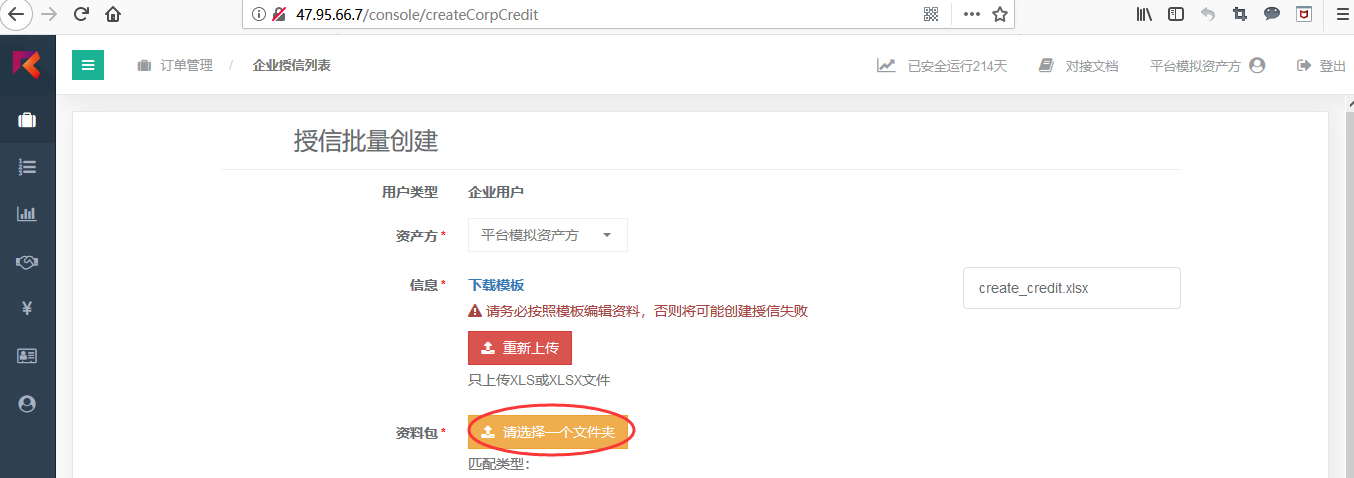 47.95.66.7/console/createCorpCredit
订单管理 / 企业授信列表
已安全运行214天 对接文档 平台模拟资产方 登出
授信批量创建
用户类型 企业用户
资产方* 平台模拟资产方
信息* 下载模板 create_credit.xlsx
请务必按照模板编辑资料，否则将可能创建授信失败
重新上传
只上传XLS或XLSX文件
资料包* 请选择一个文件夹
匹配类型：